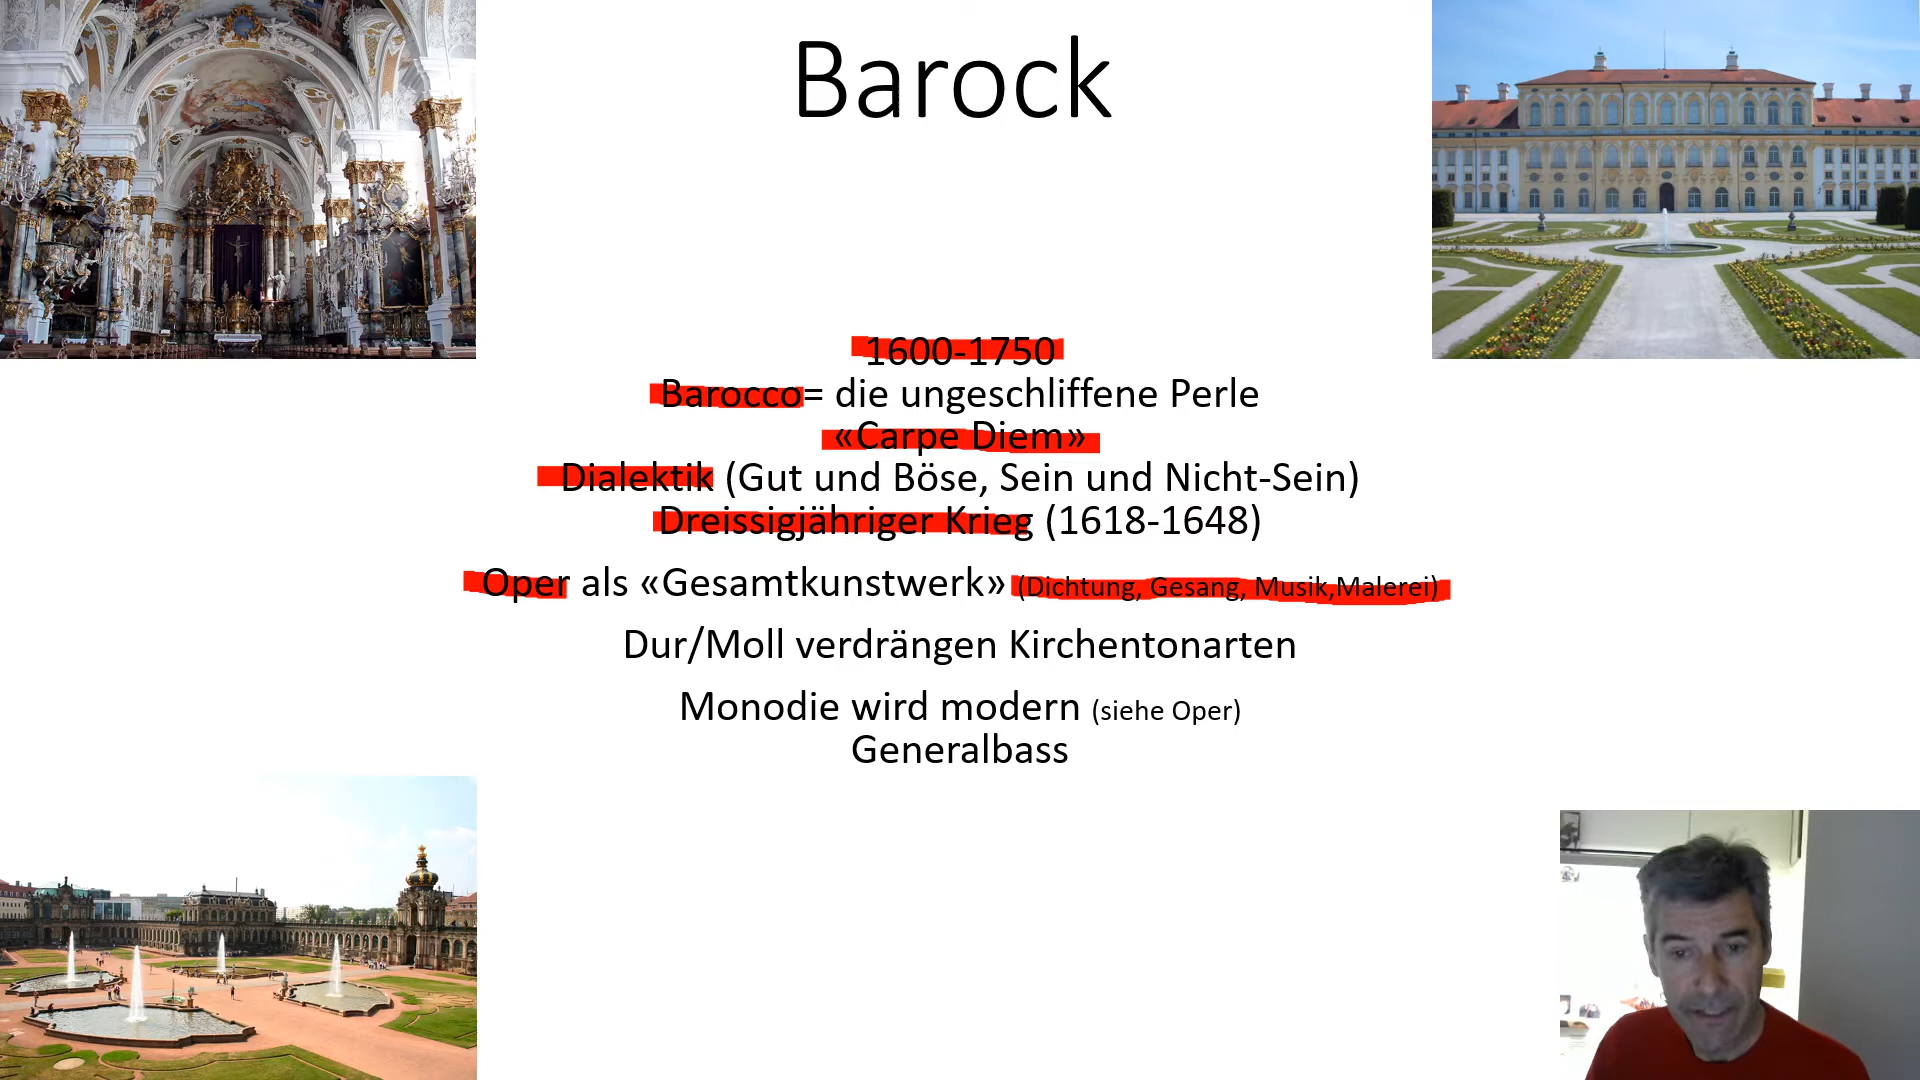 Barock
1600-1750
Barocco= die ungeschliffene Perle
«Carpe Diem»
Dialektik (Gut und Böse, Sein und Nicht-Sein)
Dreissigjähriger Krieg (1618-1648)
Oper als «Gesamtkunstwerk» (Dichtung, Gesang, Musik,Malerei)
Dur/Moll verdrängen Kirchentonarten
Monodie wird modern (siehe Oper)
Generalbass